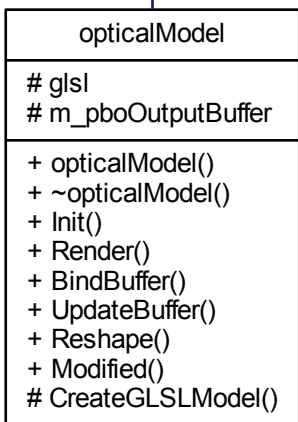 opticalModel
# glsl
# m_pboOutputBuffer
+ opticalModel()
+ ~opticalModel()
+ Init()
+ Render()
+ BindBuffer()
+ UpdateBuffer()
+ Reshape()
+ Modified()
# CreateGLSLModel()